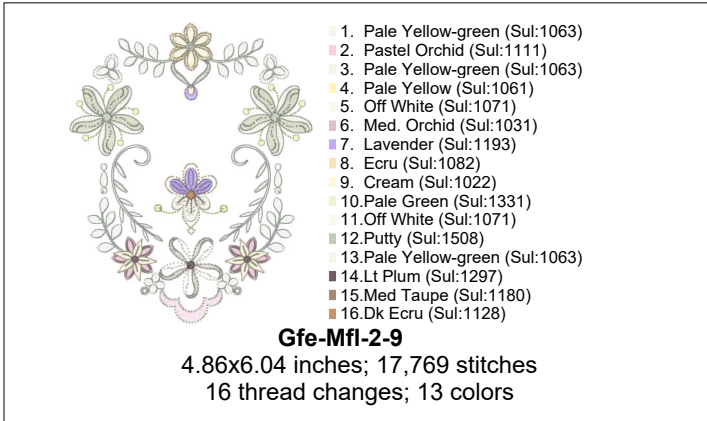 1. Pale Yellow-green (Sul:1063)
2. Pastel Orchid (Sul:1111)
3. Pale Yellow-green (Sul:1063)
4. Pale Yellow (Sul:1061)
5. Off White (Sul:1071)
6. Med. Orchid (Sul:1031)
7. Lavender (Sul:1193)
8. Ecru (Sul:1082)
9. Cream (Sul:1022)
10.Pale Green (Sul:1331)
11.Off White (Sul:1071)
12.Putty (Sul:1508)
13.Pale Yellow-green (Sul:1063)
14.Lt Plum (Sul:1297)
15.Med Taupe (Sul:1180)
16.Dk Ecru (Sul:1128)
Gfe-Mfl-2-9
4.86x6.04 inches; 17,769 stitches
16 thread changes; 13 colors